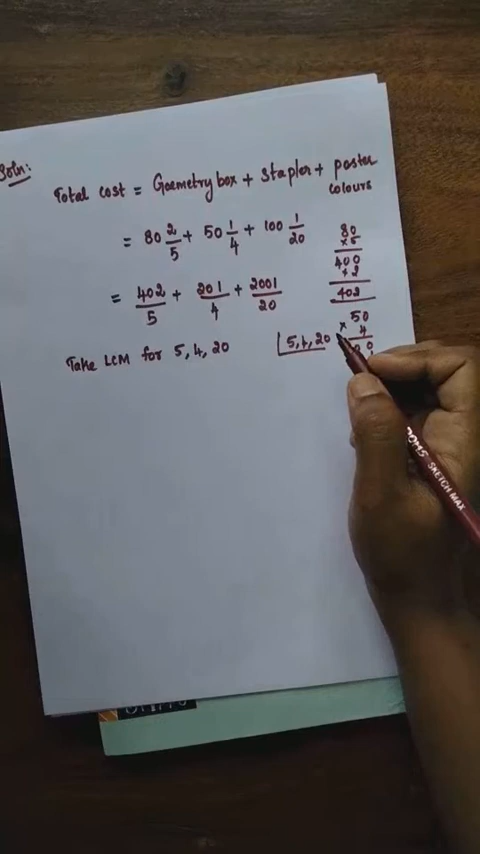 Soln:
Total cost = Goemetry box + Stapler + poster
colours
= 80 2/5 + 50 1/4 + 100 1/20
= 402/5 + 201/4 + 2001/20
Take LCM for 5, 4, 20
5, 4, 20
80
×5
400
+2
402
50
× 4
DOMS SKETCH MAX